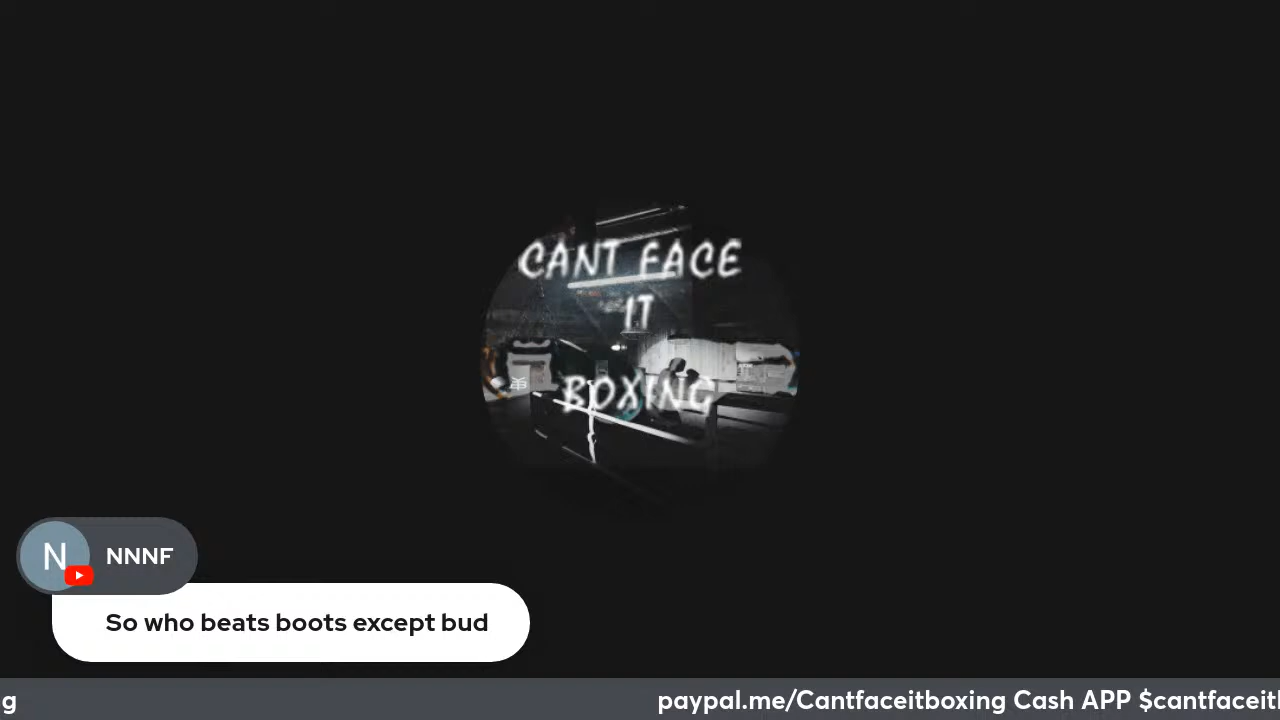 CANT FACE
IT
BOXING
N NNNF
So who beats boots except bud
g paypal.me/Cantfaceitboxing Cash APP $cantfaceit